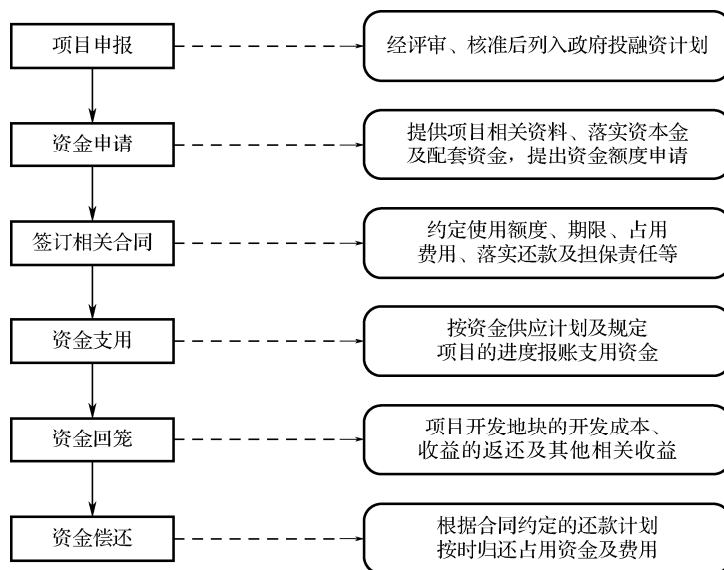 项目申报
经评审、核准后列入政府投融资计划
资金申请
提供项目相关资料、落实资本金
及配套资金，提出资金额度申请
签订相关合同
约定使用额度、期限、占用
费用、落实还款及担保责任等
资金支用
按资金供应计划及规定
项目的进度报账支用资金
资金回笼
项目开发地块的开发成本、
收益的返还及其他相关收益
资金偿还
根据合同约定的还款计划
按时归还占用资金及费用